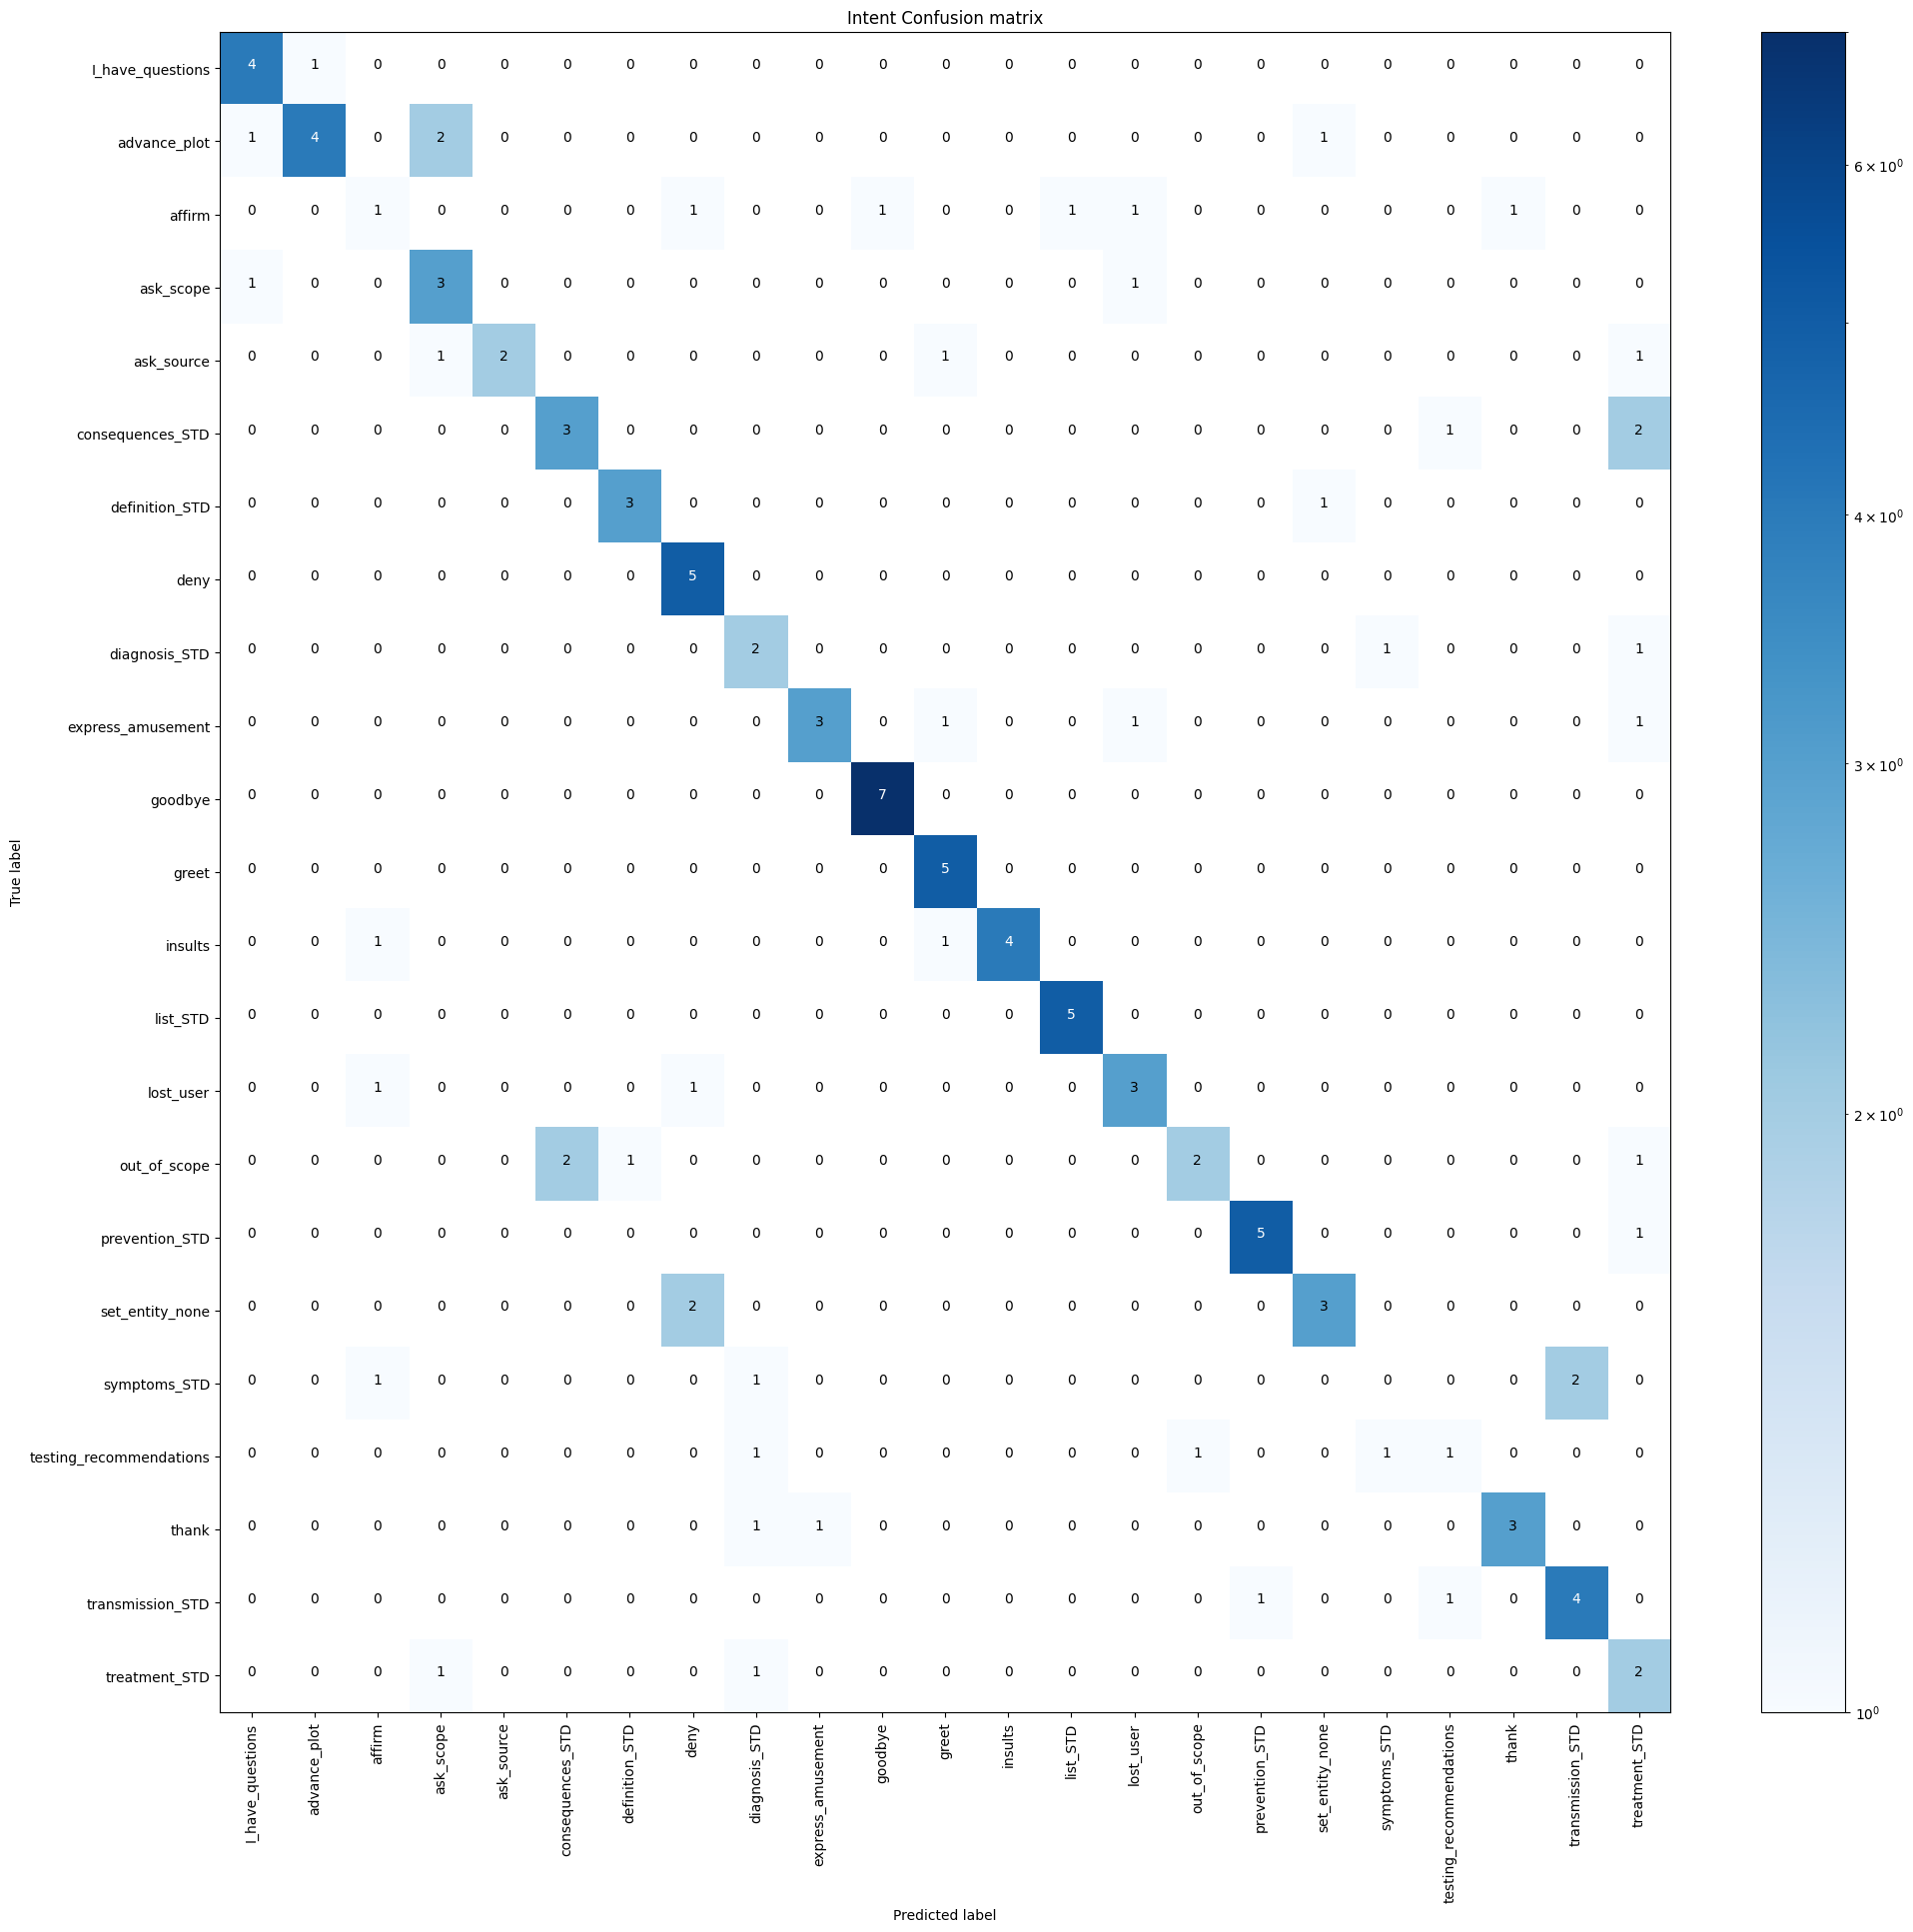 Intent Confusion matrix
I_have_questions 4 1 0 0 0 0 0 0 0 0 0 0 0 0 0 0 0 0 0 0 0 0 0
advance_plot 1 4 0 2 0 0 0 0 0 0 0 0 0 0 0 0 0 1 0 0 0 0 0
affirm 0 0 1 0 0 0 0 1 0 0 1 0 0 1 1 0 0 0 0 0 1 0 0
ask_scope 1 0 0 3 0 0 0 0 0 0 0 0 0 0 1 0 0 0 0 0 0 0 0
ask_source 0 0 0 1 2 0 0 0 0 0 0 1 0 0 0 0 0 0 0 0 0 0 1
consequences_STD 0 0 0 0 0 3 0 0 0 0 0 0 0 0 0 0 0 0 0 1 0 0 2
definition_STD 0 0 0 0 0 0 3 0 0 0 0 0 0 0 0 0 0 1 0 0 0 0 0
deny 0 0 0 0 0 0 0 5 0 0 0 0 0 0 0 0 0 0 0 0 0 0 0
diagnosis_STD 0 0 0 0 0 0 0 0 2 0 0 0 0 0 0 0 0 0 1 0 0 0 1
express_amusement 0 0 0 0 0 0 0 0 0 3 0 1 0 0 1 0 0 0 0 0 0 0 1
goodbye 0 0 0 0 0 0 0 0 0 0 7 0 0 0 0 0 0 0 0 0 0 0 0
greet 0 0 0 0 0 0 0 0 0 0 0 5 0 0 0 0 0 0 0 0 0 0 0
insults 0 0 1 0 0 0 0 0 0 0 0 1 4 0 0 0 0 0 0 0 0 0 0
list_STD 0 0 0 0 0 0 0 0 0 0 0 0 0 5 0 0 0 0 0 0 0 0 0
lost_user 0 0 1 0 0 0 0 1 0 0 0 0 0 0 3 0 0 0 0 0 0 0 0
out_of_scope 0 0 0 0 0 2 1 0 0 0 0 0 0 0 0 2 0 0 0 0 0 0 1
prevention_STD 0 0 0 0 0 0 0 0 0 0 0 0 0 0 0 0 5 0 0 0 0 0 1
set_entity_none 0 0 0 0 0 0 0 2 0 0 0 0 0 0 0 0 0 3 0 0 0 0 0
symptoms_STD 0 0 1 0 0 0 0 0 1 0 0 0 0 0 0 0 0 0 0 0 0 2 0
testing_recommendations 0 0 0 0 0 0 0 0 1 0 0 0 0 0 0 1 0 0 1 1 0 0 0
thank 0 0 0 0 0 0 0 0 1 1 0 0 0 0 0 0 0 0 0 0 3 0 0
transmission_STD 0 0 0 0 0 0 0 0 0 0 0 0 0 0 0 0 1 0 0 1 0 4 0
treatment_STD 0 0 0 1 0 0 0 0 1 0 0 0 0 0 0 0 0 0 0 0 0 0 2
True label
I_have_questions
advance_plot
affirm
ask_scope
ask_source
consequences_STD
definition_STD
deny
diagnosis_STD
express_amusement
goodbye
greet
insults
list_STD
lost_user
out_of_scope
prevention_STD
set_entity_none
symptoms_STD
testing_recommendations
thank
transmission_STD
treatment_STD
Predicted label
6 × 10⁰
4 × 10⁰
3 × 10⁰
2 × 10⁰
10⁰